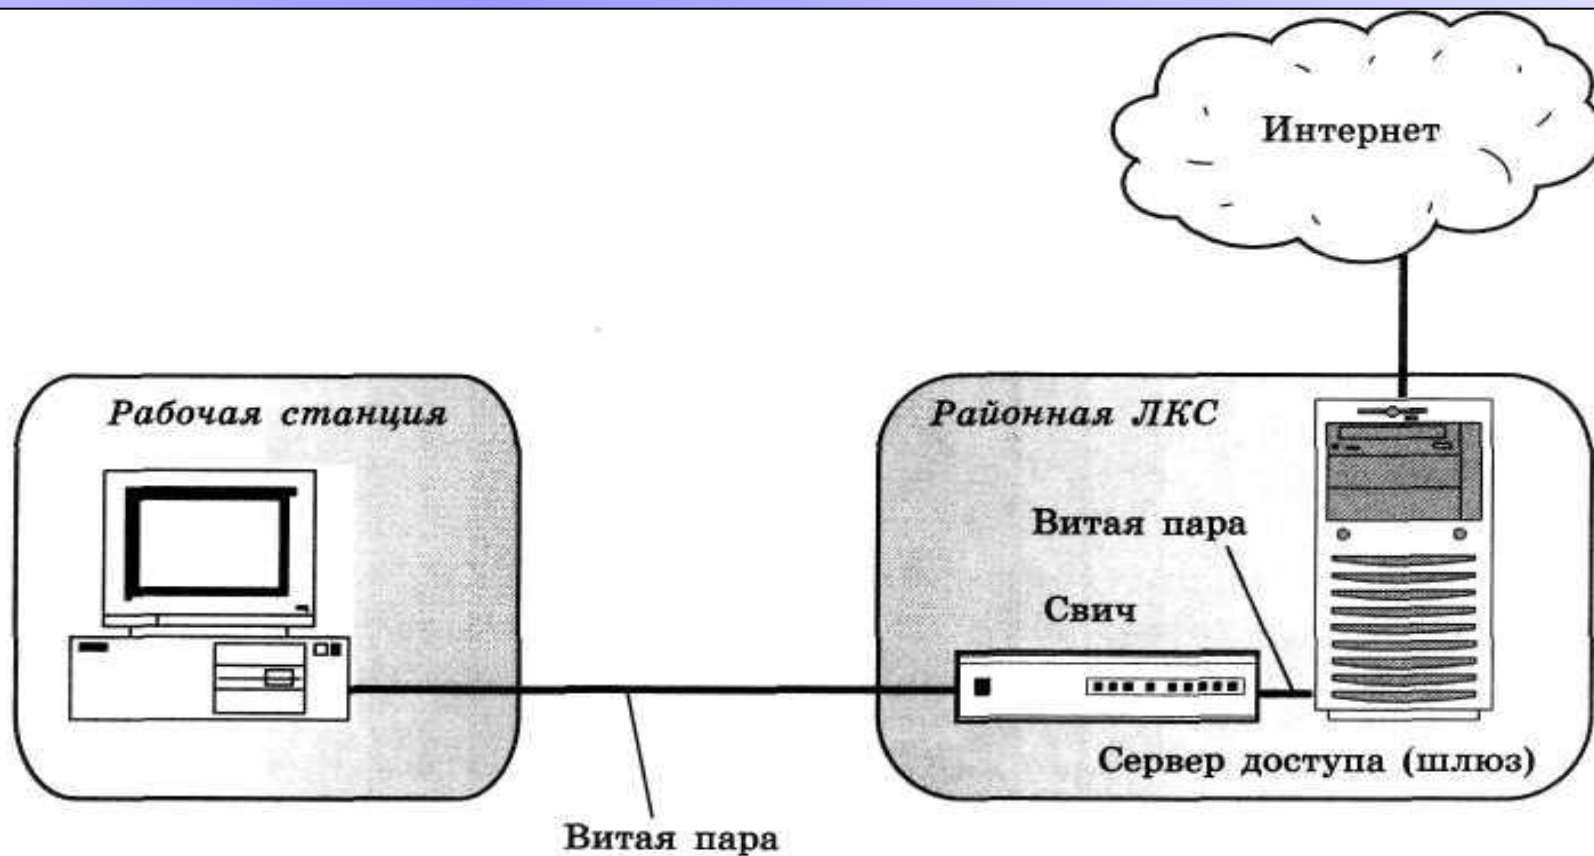 Интернет
Рабочая станция
Районная ЛКС
Витая пара
Свич
Сервер доступа (шлюз)
Витая пара